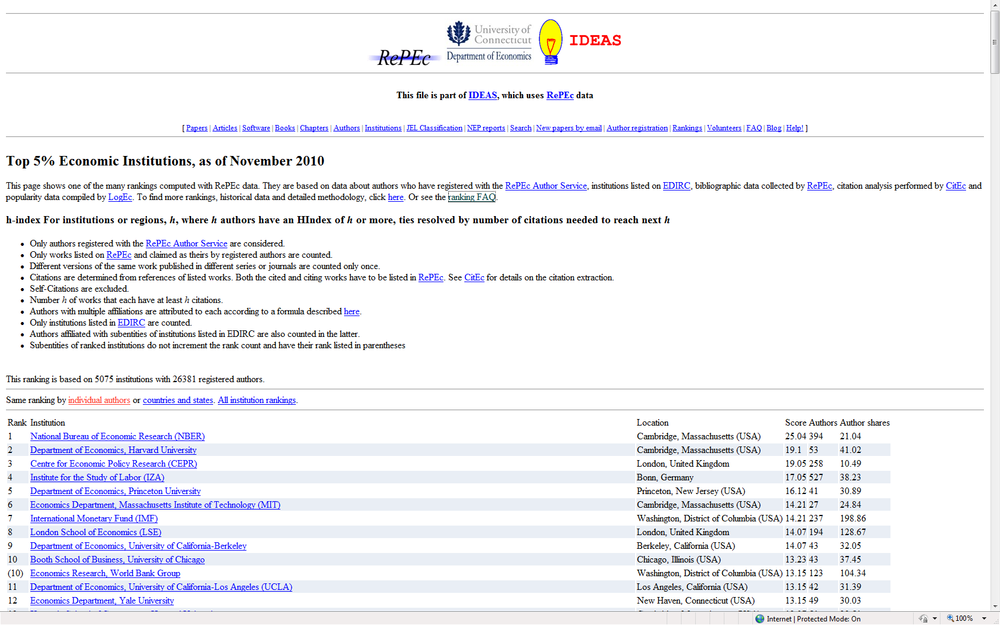 RePEc
University of
Connecticut
Department of Economics
IDEAS
This file is part of IDEAS, which uses RePEc data
[ Papers | Articles | Software | Books | Chapters | Authors | Institutions | JEL Classification | NEP reports | Search | New papers by email | Author registration | Rankings | Volunteers | FAQ | Blog | Help! ]
Top 5% Economic Institutions, as of November 2010
This page shows one of the many rankings computed with RePEc data. They are based on data about authors who have registered with the RePEc Author Service, institutions listed on EDIRC, bibliographic data collected by RePEc, citation analysis performed by CitEc and
popularity data compiled by LogEc. To find more rankings, historical data and detailed methodology, click here. Or see the ranking FAQ.
h-index For institutions or regions, h, where h authors have an HIndex of h or more, ties resolved by number of citations needed to reach next h
• Only authors registered with the RePEc Author Service are considered.
• Only works listed on RePEc and claimed as theirs by registered authors are counted.
• Different versions of the same work published in different series or journals are counted only once.
• Citations are determined from references of listed works. Both the cited and citing works have to be listed in RePEc. See CitEc for details on the citation extraction.
• Self-Citations are excluded.
• Number h of works that each have at least h citations.
• Authors with multiple affiliations are attributed to each according to a formula described here.
• Only institutions listed in EDIRC are counted.
• Authors affiliated with subentities of institutions listed in EDIRC are also counted in the latter.
• Subentities of ranked institutions do not increment the rank count and have their rank listed in parentheses
This ranking is based on 5075 institutions with 26381 registered authors.
Same ranking by individual authors or countries and states. All institution rankings.
Rank Institution Location Score Authors Author shares
1 National Bureau of Economic Research (NBER) Cambridge, Massachusetts (USA) 25.04 394 21.04
2 Department of Economics, Harvard University Cambridge, Massachusetts (USA) 19.1 53 41.02
3 Centre for Economic Policy Research (CEPR) London, United Kingdom 19.05 258 10.49
4 Institute for the Study of Labor (IZA) Bonn, Germany 17.05 527 38.23
5 Department of Economics, Princeton University Princeton, New Jersey (USA) 16.12 41 30.89
6 Economics Department, Massachusetts Institute of Technology (MIT) Cambridge, Massachusetts (USA) 14.21 27 24.84
7 International Monetary Fund (IMF) Washington, District of Columbia (USA) 14.21 237 198.86
8 London School of Economics (LSE) London, United Kingdom 14.07 194 128.67
9 Department of Economics, University of California-Berkeley Berkeley, California (USA) 14.07 43 32.05
10 Booth School of Business, University of Chicago Chicago, Illinois (USA) 13.23 43 37.45
(10) Economics Research, World Bank Group Washington, District of Columbia (USA) 13.15 123 104.34
11 Department of Economics, University of California-Los Angeles (UCLA) Los Angeles, California (USA) 13.15 42 31.39
12 Economics Department, Yale University New Haven, Connecticut (USA) 13.15 49 30.03
Internet | Protected Mode: On
100%